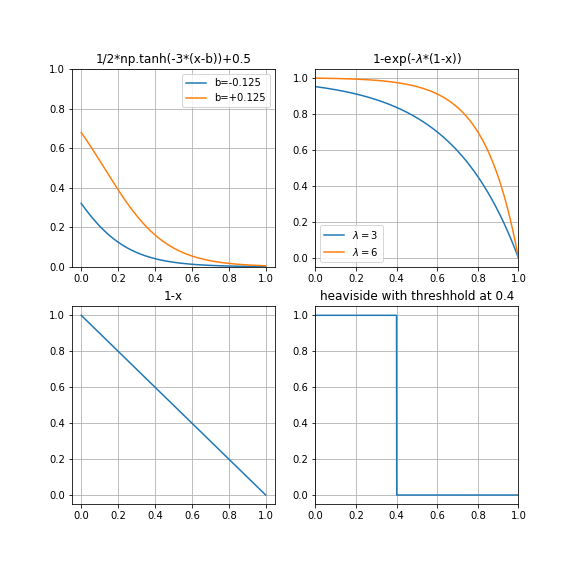 1/2*np.tanh(-3*(x-b))+0.5
1.0
0.8
0.6
0.4
0.2
0.0
b=-0.125
b=+0.125
0.0 0.2 0.4 0.6 0.8 1.0
1-exp(-λ*(1-x))
1.0
0.8
0.6
0.4
0.2
0.0
λ = 3
λ = 6
0.0 0.2 0.4 0.6 0.8 1.0
1-x
1.0
0.8
0.6
0.4
0.2
0.0
0.0 0.2 0.4 0.6 0.8 1.0
heaviside with threshhold at 0.4
1.0
0.8
0.6
0.4
0.2
0.0
0.0 0.2 0.4 0.6 0.8 1.0